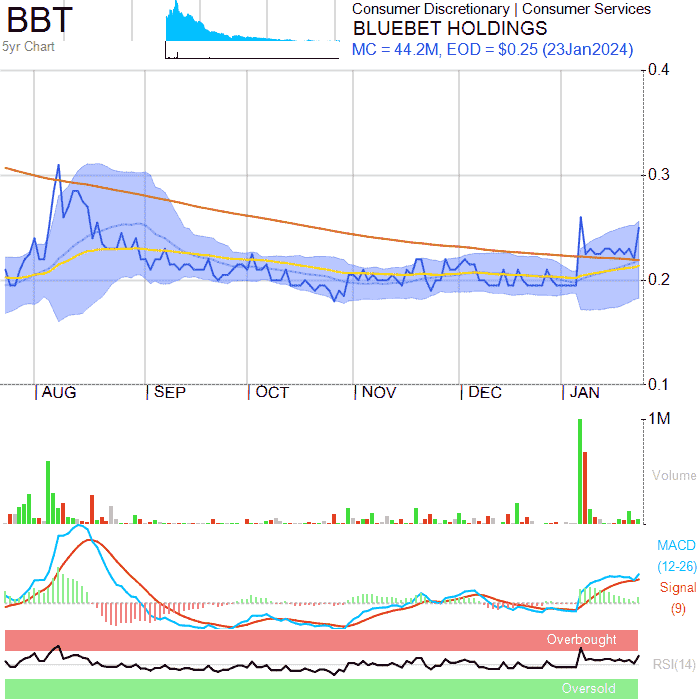 BBT
5yr Chart
Consumer Discretionary | Consumer Services
BLUEBET HOLDINGS
MC = 44.2M, EOD = $0.25 (23Jan2024)
0.4
0.3
0.2
0.1
AUG
SEP
OCT
NOV
DEC
JAN
1M
Volume
MACD
(12-26)
Signal
(9)
Overbought
RSI(14)
Oversold